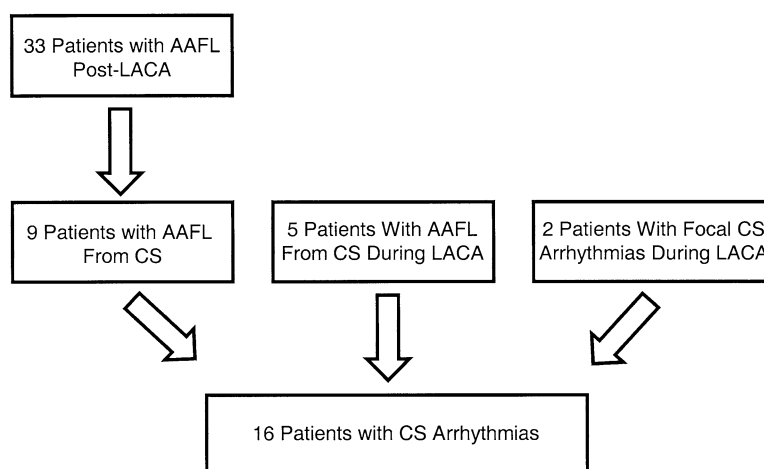 33 Patients with AAFL
Post-LACA
9 Patients with AAFL
From CS
5 Patients With AAFL
From CS During LACA
2 Patients With Focal CS
Arrhythmias During LACA
16 Patients with CS Arrhythmias